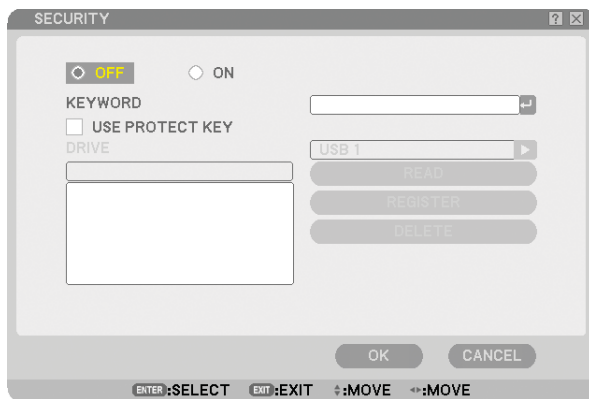 SECURITY
OFF ON
KEYWORD
USE PROTECT KEY
DRIVE USB 1
READ
REGISTER
DELETE
OK CANCEL
ENTER:SELECT EXIT:EXIT :MOVE :MOVE